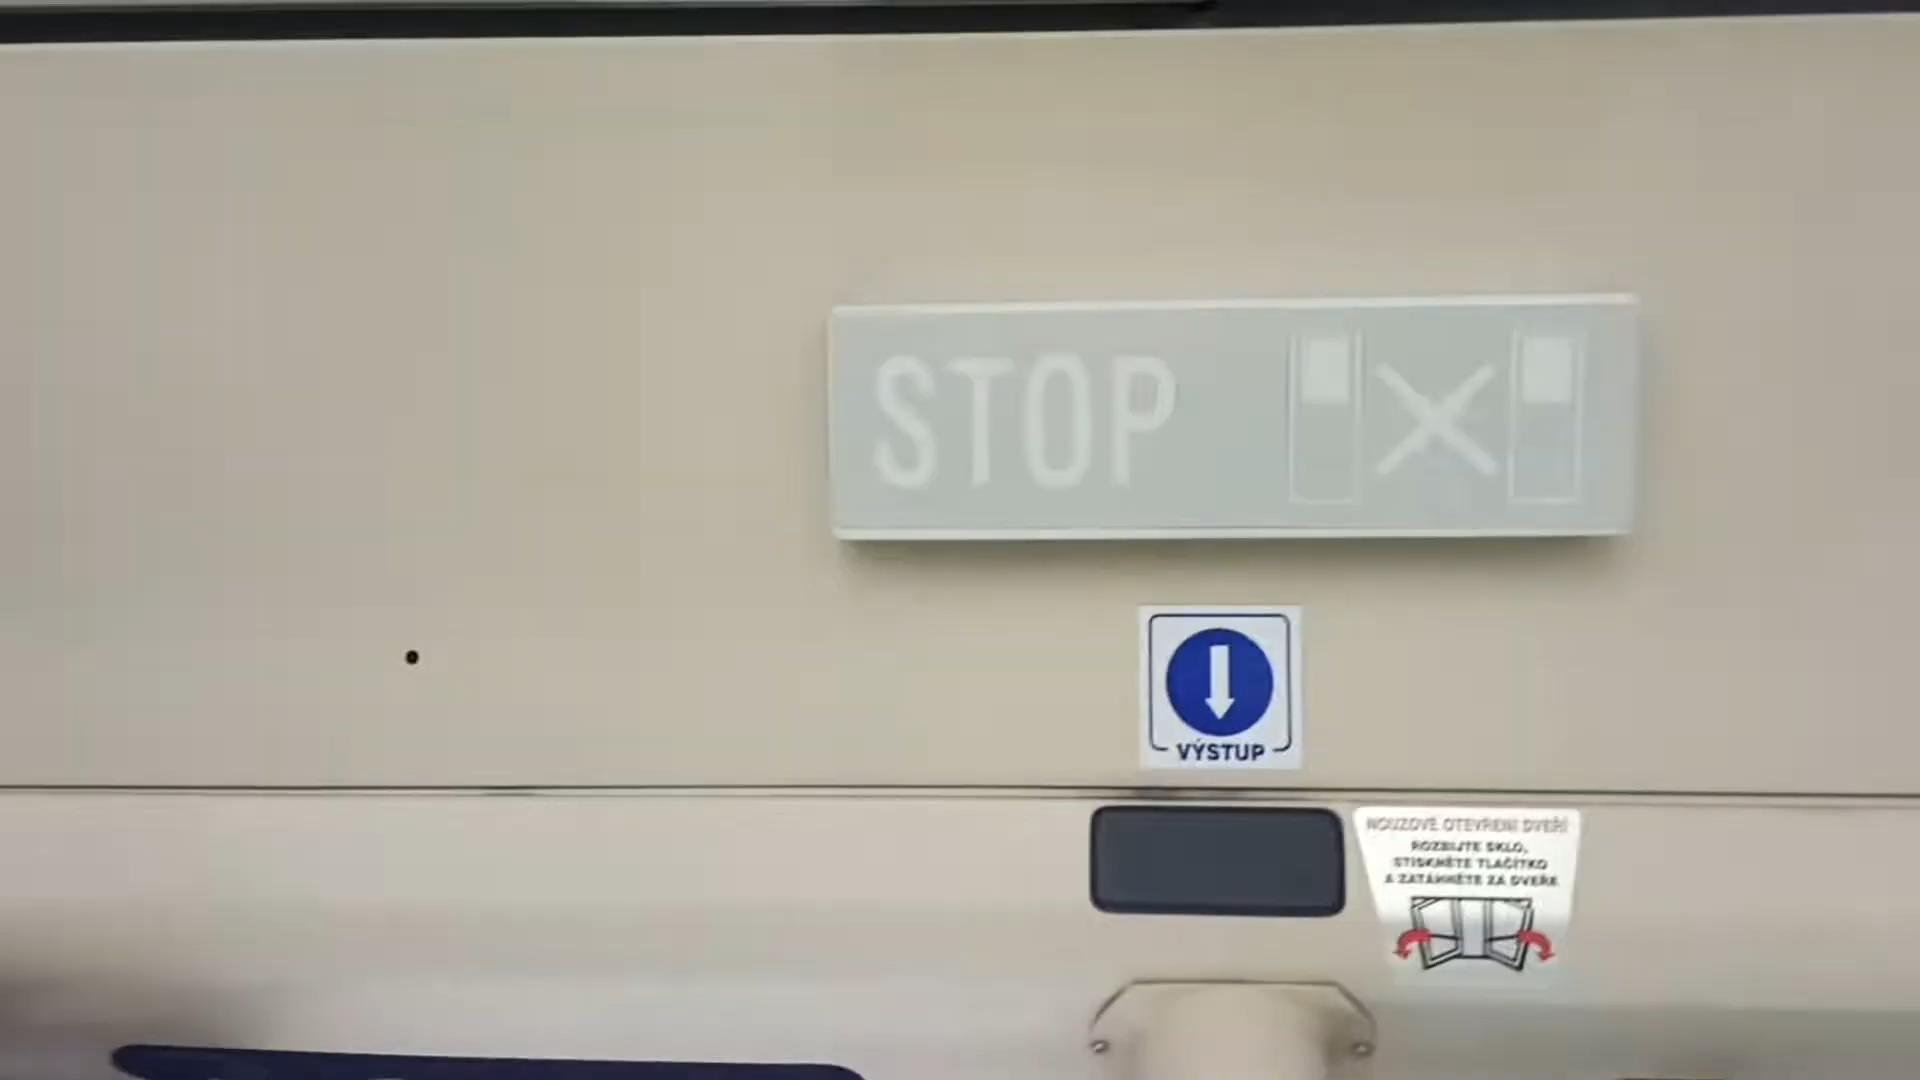 STOP
VÝSTUP
NOUZOVÉ OTEVŘENÍ DVEŘÍ
ROZBIJTE SKLO,
STISKNĚTE TLAČÍTKO
A ZATÁHNĚTE ZA DVEŘE